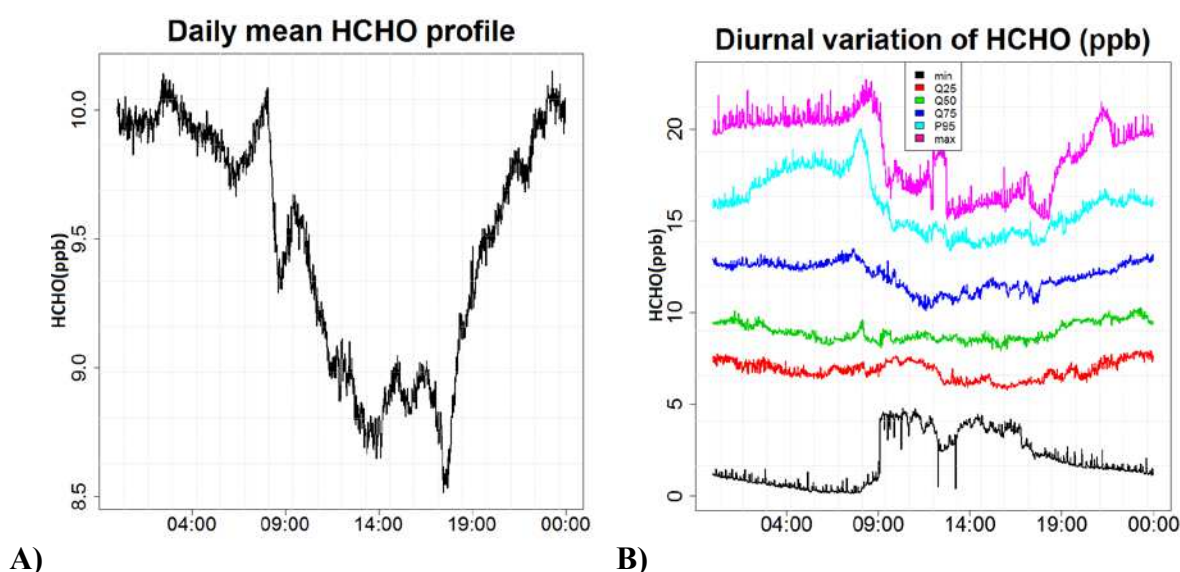 Daily mean HCHO profile
HCHO(ppb)
10.0
9.5
9.0
8.5
04:00 09:00 14:00 19:00 00:00
A)
Diurnal variation of HCHO (ppb)
min
Q25
Q50
Q75
P95
max
HCHO(ppb)
20
15
10
5
0
04:00 09:00 14:00 19:00 00:00
B)